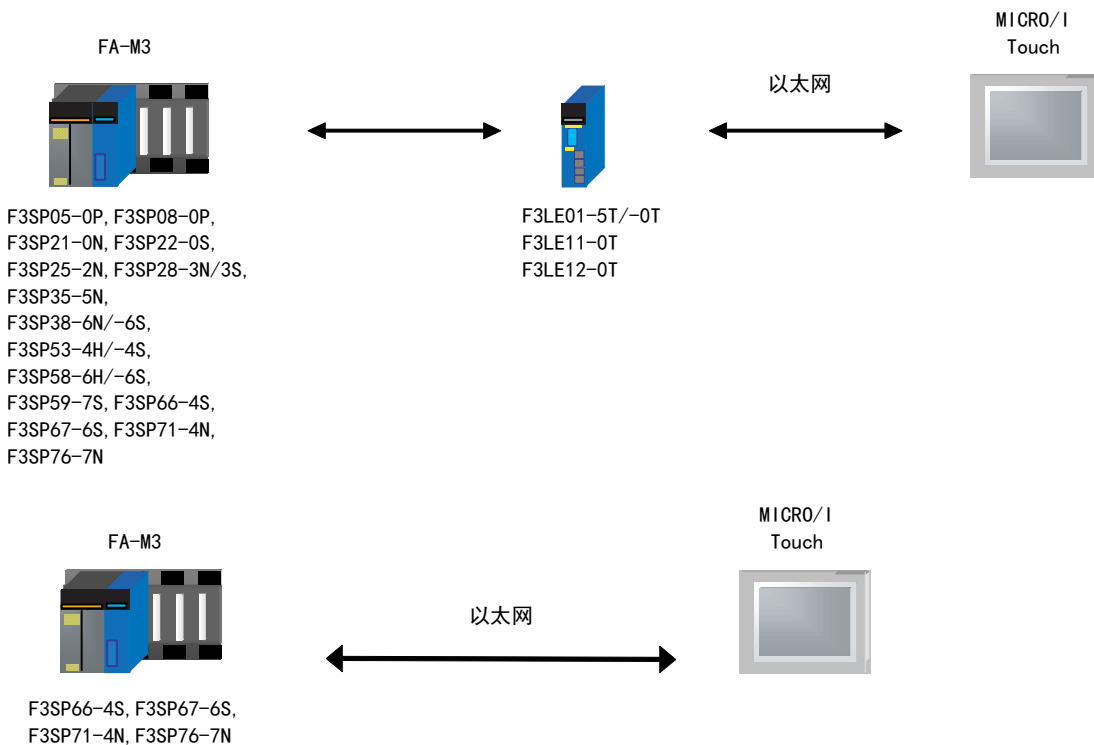 FA-M3
MICRO/I
Touch
以太网
F3SP05-0P, F3SP08-0P,
F3SP21-0N, F3SP22-0S,
F3SP25-2N, F3SP28-3N/3S,
F3SP35-5N,
F3SP38-6N/-6S,
F3SP53-4H/-4S,
F3SP58-6H/-6S,
F3SP59-7S, F3SP66-4S,
F3SP67-6S, F3SP71-4N,
F3SP76-7N
F3LE01-5T/-0T
F3LE11-0T
F3LE12-0T
FA-M3
MICRO/I
Touch
以太网
F3SP66-4S, F3SP67-6S,
F3SP71-4N, F3SP76-7N